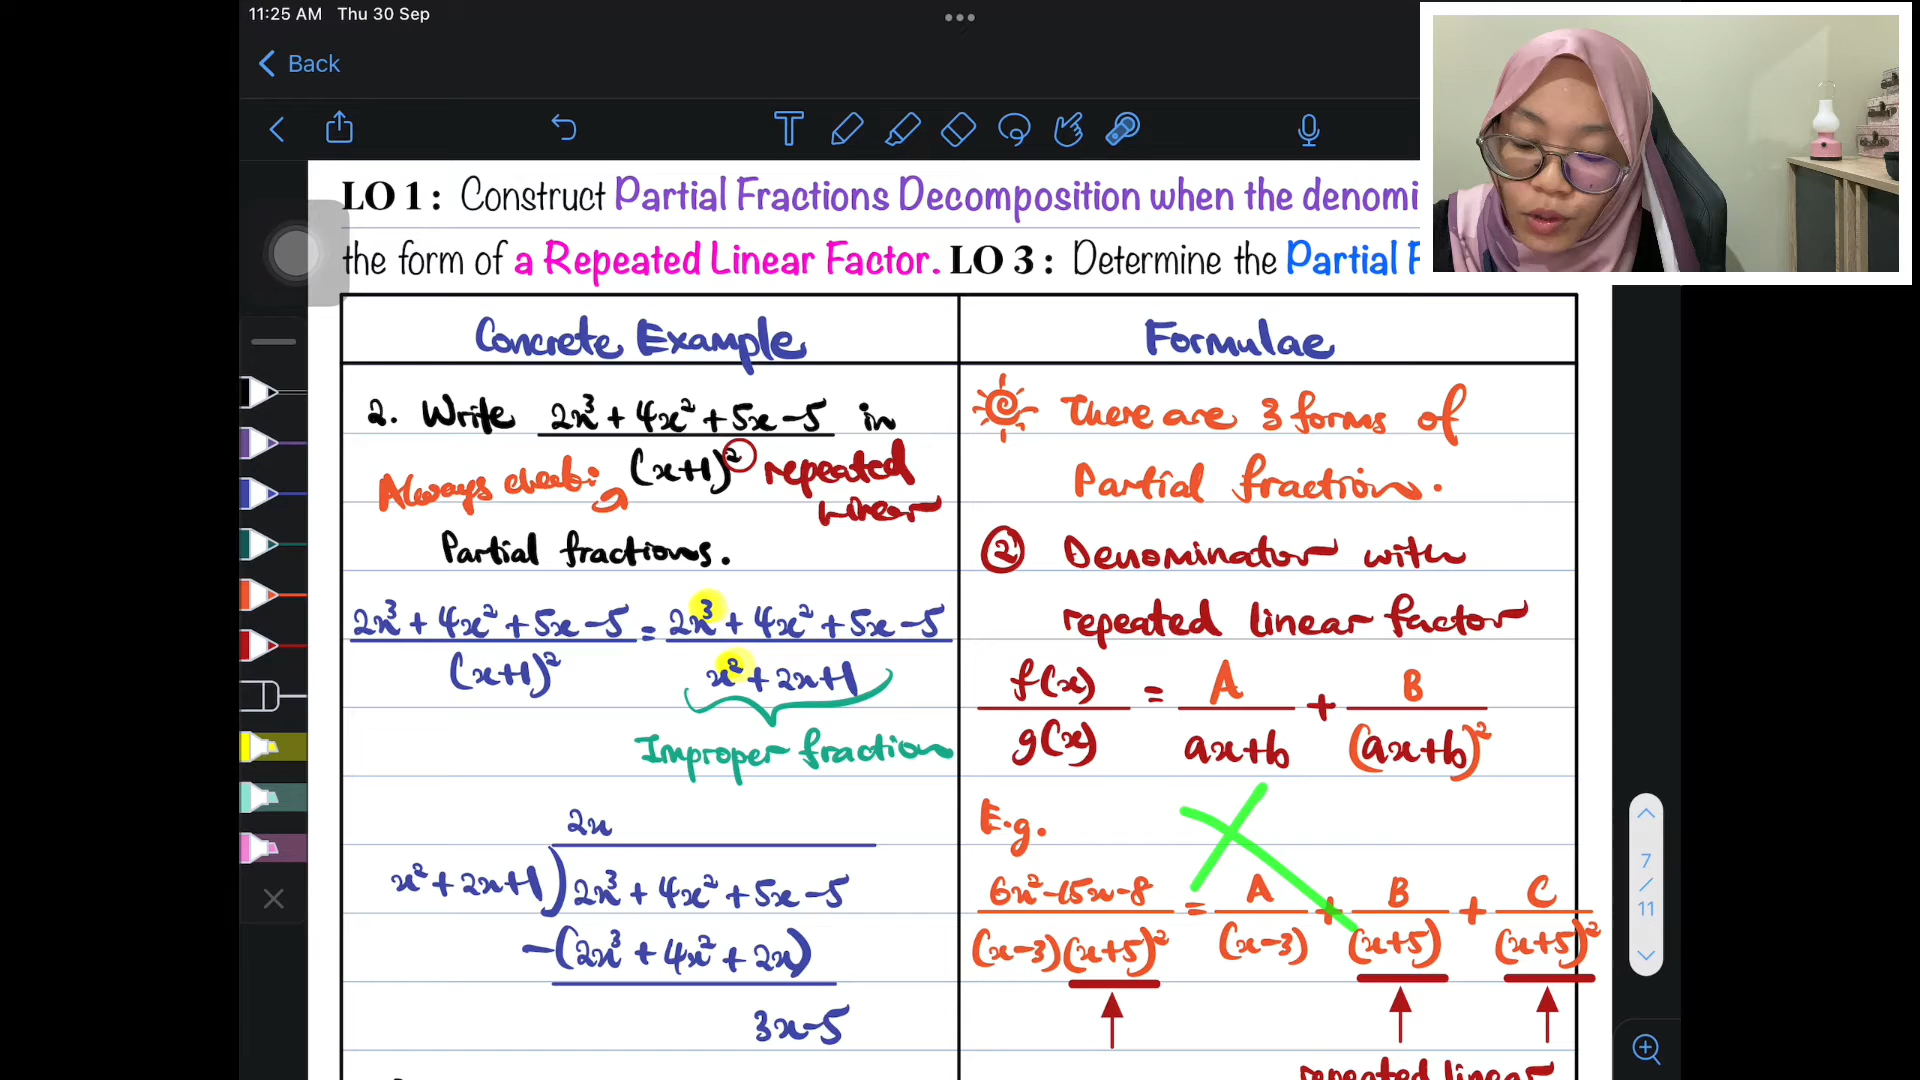 11:25 AM Thu 30 Sep
Back
LO 1 : Construct Partial Fractions Decomposition when the denomi
the form of a Repeated Linear Factor. LO 3 : Determine the Partial F
Concrete Example
2. Write 2x³ + 4x² + 5x - 5 in
(x+1)² repeated
Always
linear
Partial fractions.
2x³ + 4x² + 5x - 5 = 2x³ + 4x² + 5x - 5
(x+1)² x² + 2x + 1
Improper fraction
2x
x² + 2x + 1 ) 2x³ + 4x² + 5x - 5
- (2x³ + 4x² + 2x)
3x - 5
Formulae
There are 3 forms of
Partial fractions.
② Denominator with
repeated linear factor
f(x) = A + B
g(x) ax+b (ax+b)²
E.g.
6x² - 15x - 8 = A + B + C
(x-3)(x+5)² (x-3) (x+5) (x+5)²
repeated linear
7
/
11